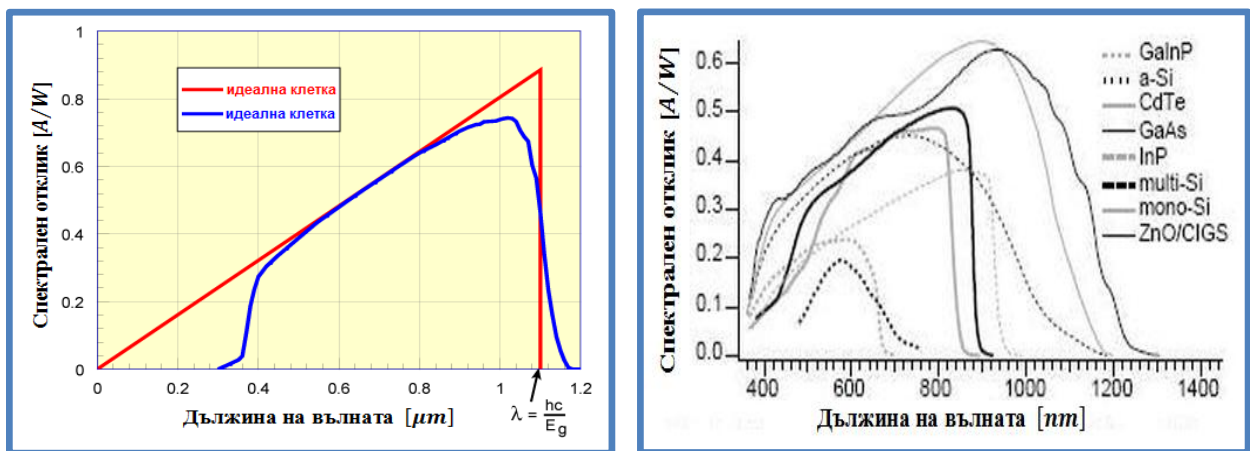 Спектрален отклик [A/W]
1
0.8
0.6
0.4
0.2
0
идеална клетка
идеална клетка
0 0.2 0.4 0.6 0.8 1 1.2
Дължина на вълната [μm]
λ = hc
E g
Спектрален отклик [A/W]
0.6
0.5
0.4
0.3
0.2
0.1
0.0
GaInP
a-Si
CdTe
GaAs
InP
multi-Si
mono-Si
ZnO/CIGS
400 600 800 1000 1200 1400
Дължина на вълната [nm]